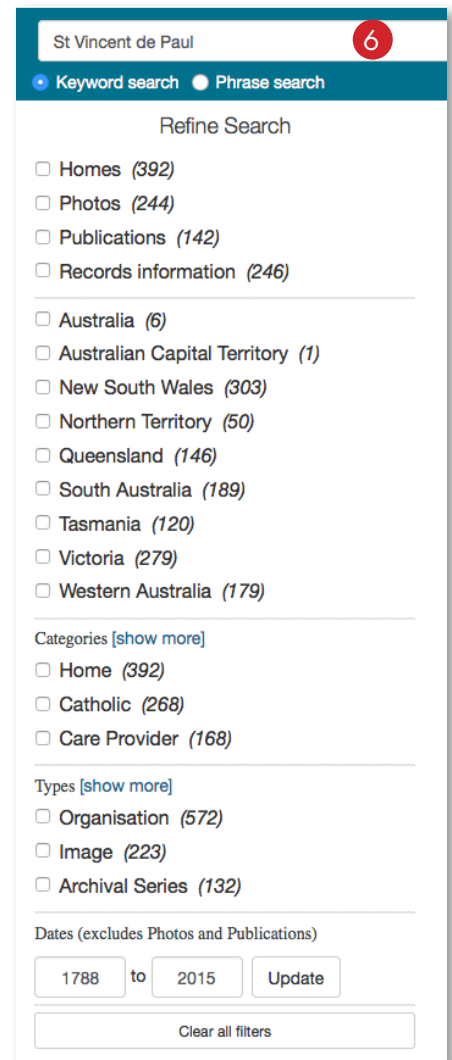 St Vincent de Paul 6
Keyword search Phrase search
Refine Search
Homes (392)
Photos (244)
Publications (142)
Records information (246)
Australia (6)
Australian Capital Territory (1)
New South Wales (303)
Northern Territory (50)
Queensland (146)
South Australia (189)
Tasmania (120)
Victoria (279)
Western Australia (179)
Categories [show more]
Home (392)
Catholic (268)
Care Provider (168)
Types [show more]
Organisation (572)
Image (223)
Archival Series (132)
Dates (excludes Photos and Publications)
1788 to 2015 Update
Clear all filters